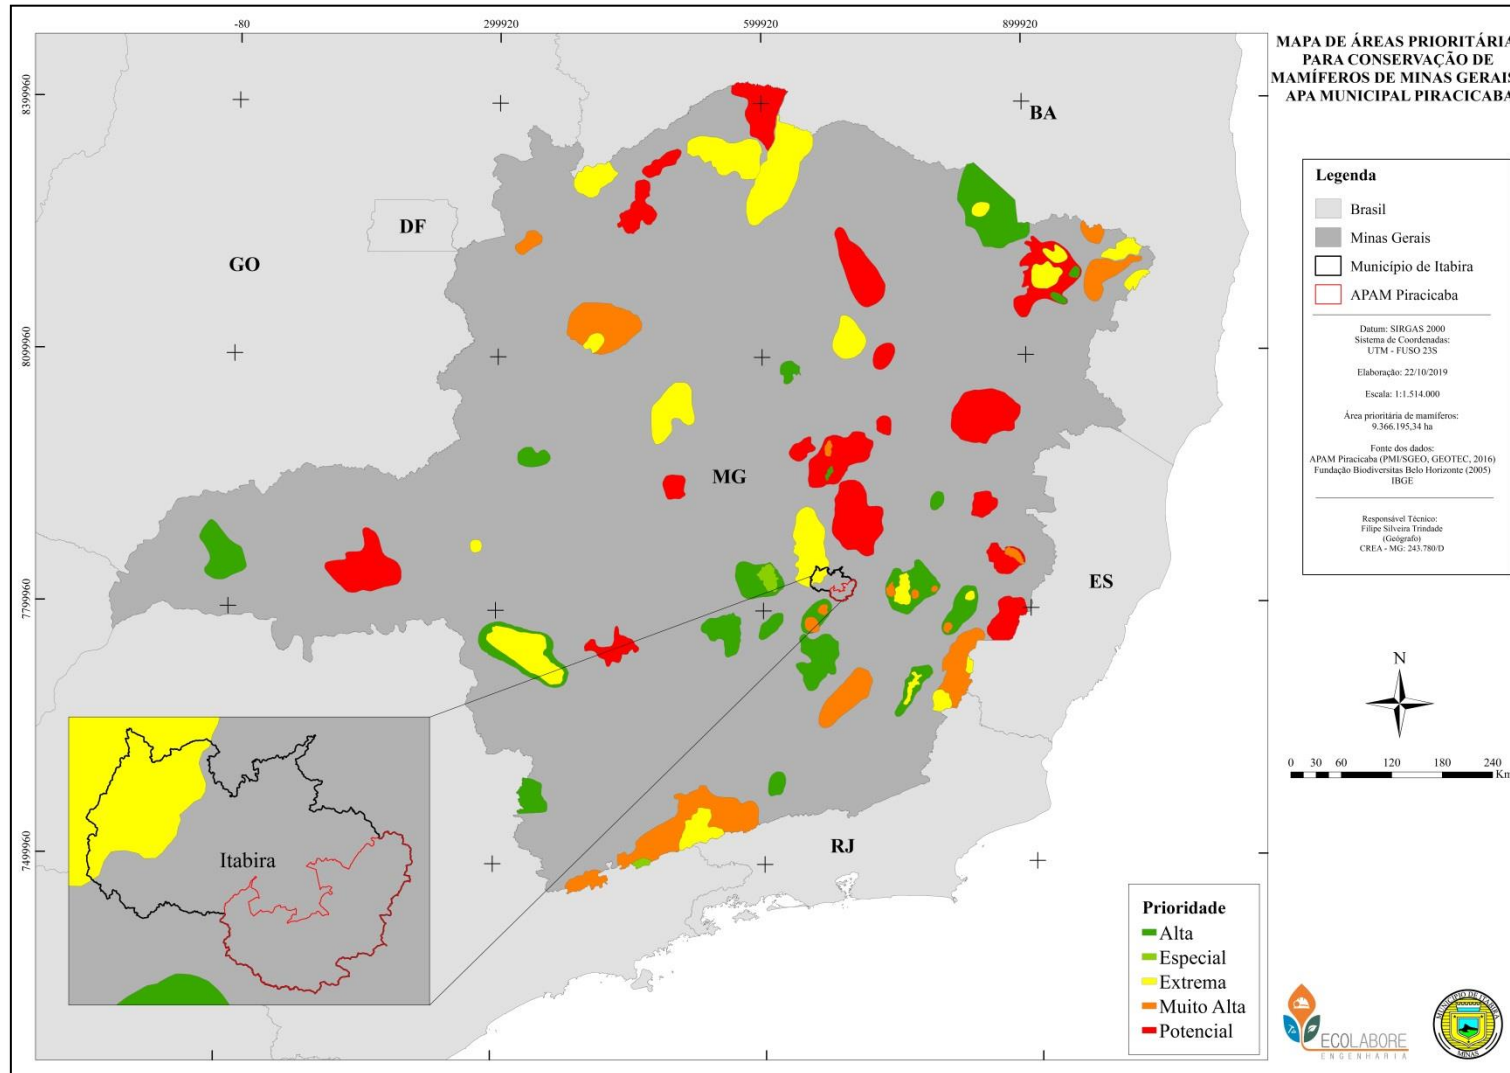 -80
299920
599920
899920
MAPA DE ÁREAS PRIORITÁRIA
PARA CONSERVAÇÃO DE
MAMÍFEROS DE MINAS GERAIS
APA MUNICIPAL PIRACICABA
8399960
8099960
7799960
7499960
BA
DF
GO
MG
ES
RJ
Itabira
Legenda
Brasil
Minas Gerais
Município de Itabira
APAM Piracicaba
Datum: SIRGAS 2000
Sistema de Coordenadas:
UTM - FUSO 23S
Elaboração: 22/10/2019
Escala: 1:1.514.000
Área prioritária de mamíferos:
9.366.195,34 ha
Fonte dos dados:
APAM Piracicaba (PMI/SGEO, GEOTEC, 2016)
Fundação Biodiversitas Belo Horizonte (2005)
IBGE
Responsável Técnico:
Filipe Silveira Trindade
(Geógrafo)
CREA - MG: 243.780/D
N
0 30 60 120 180 240
Km
Prioridade
Alta
Especial
Extrema
Muito Alta
Potencial
ECOLABORE
ENGENHARIA
MUNICÍPIO DE ITABIRA
MINAS